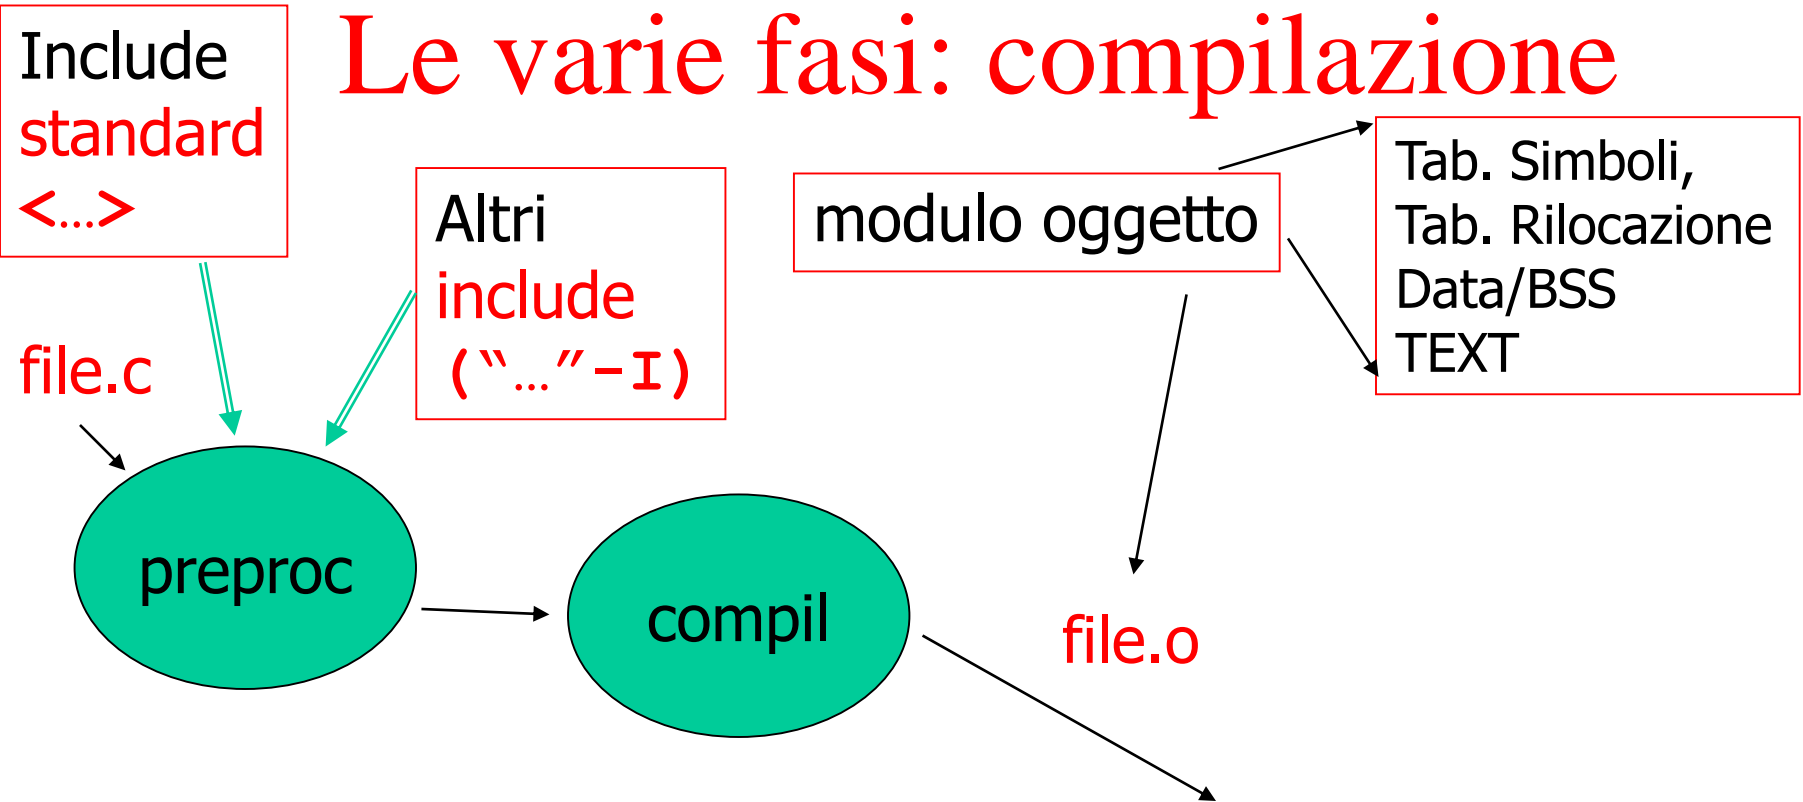 Le varie fasi: compilazione
Include
standard
<…>
Altri
include
(“…”-I)
modulo oggetto
Tab. Simboli,
Tab. Rilocazione
Data/BSS
TEXT
file.c
preproc
compil
file.o